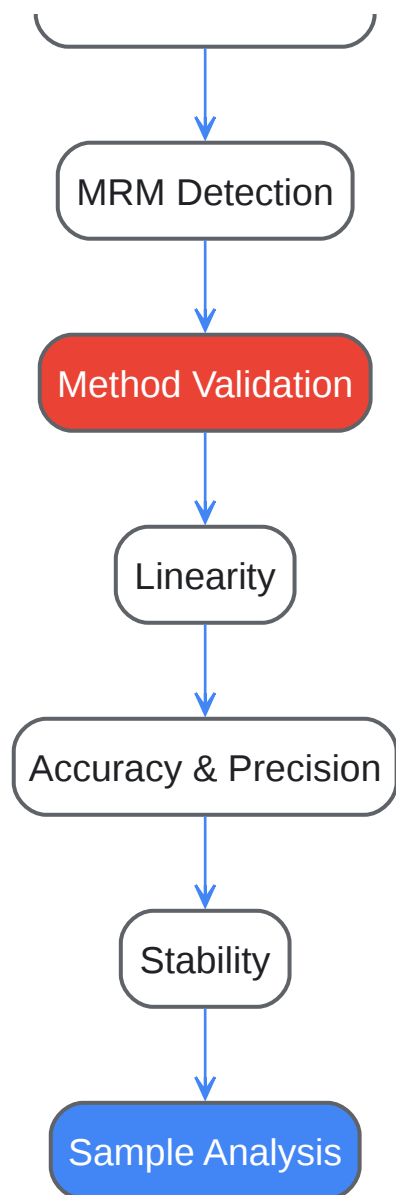 MRM Detection
Method Validation
Linearity
Accuracy & Precision
Stability
Sample Analysis